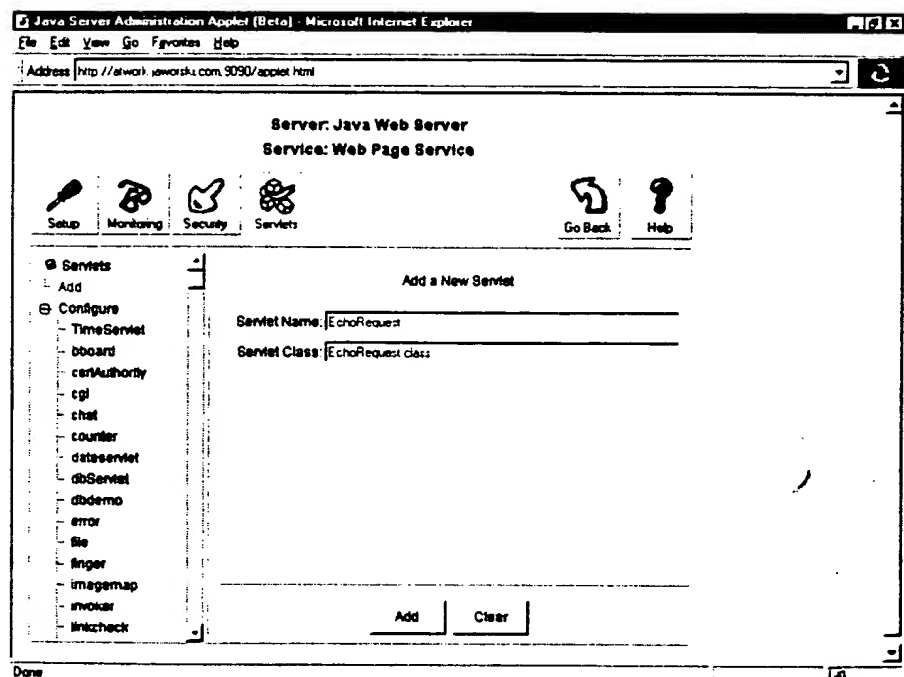 Java Server Administration Applet (Beta) - Microsoft Internet Explorer
File Edit View Go Favorites Help
Address http://atwork.jaworski.com:9090/applet.html
Server: Java Web Server
Service: Web Page Service
Setup Monitoring Security Servlets Go Back Help
Servlets
Add
Configure
TimeServlet
bboard
certAuthority
cgi
chat
counter
dateservlet
dbServlet
dbdemo
error
file
finger
imagemap
invoker
linkcheck
Add a New Servlet
Servlet Name: EchoRequest
Servlet Class: EchoRequest.class
Add Clear
Done